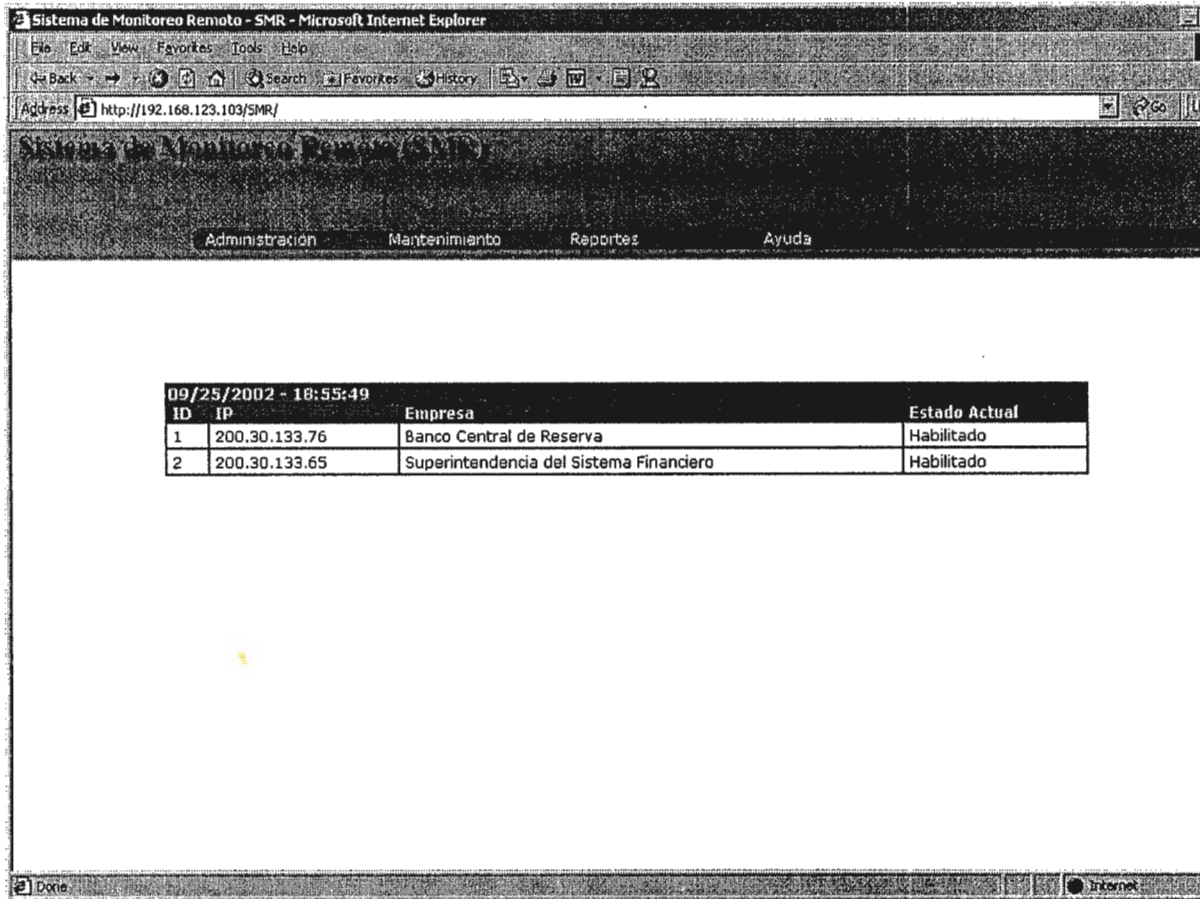 Sistema de Monitoreo Remoto - SMR - Microsoft Internet Explorer
File Edit View Favorites Tools Help
Back Search Favorites History
Address http://192.168.123.103/SMR/ Go
Sistema de Monitoreo Remoto (SMR)
Administración Mantenimiento Reportes Ayuda
09/25/2002 - 18:55:49
ID IP Empresa Estado Actual
1 200.30.133.76 Banco Central de Reserva Habilitado
2 200.30.133.65 Superintendencia del Sistema Financiero Habilitado
Done Internet